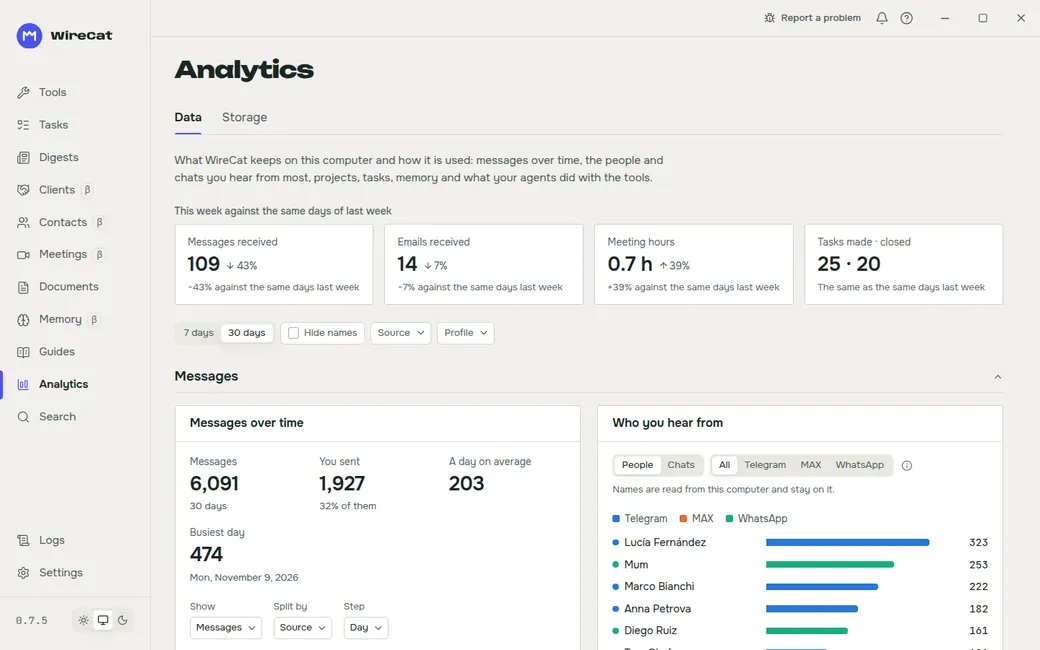 WireCat
Report a problem
Tools
Tasks
Digests
Clients β
Contacts β
Meetings β
Documents
Memory β
Guides
Analytics
Search
Logs
Settings
0.7.5
Analytics
Data Storage
What WireCat keeps on this computer and how it is used: messages over time, the people and
chats you hear from most, projects, tasks, memory and what your agents did with the tools.
This week against the same days of last week
Messages received
109 ↓ 43%
−43% against the same days last week
Emails received
14 ↓ 7%
−7% against the same days last week
Meeting hours
0.7 h ↑ 39%
+39% against the same days last week
Tasks made · closed
25 · 20
The same as the same days last week
7 days 30 days Hide names Source Profile
Messages
Messages over time
Messages
6,091
30 days
You sent
1,927
32% of them
A day on average
203
Busiest day
474
Mon, November 9, 2026
Show Split by Step
Messages Source Day
Who you hear from
People Chats All Telegram MAX WhatsApp
Names are read from this computer and stay on it.
Telegram MAX WhatsApp
Lucía Fernández 323
Mum 253
Marco Bianchi 222
Anna Petrova 182
Diego Ruiz 161